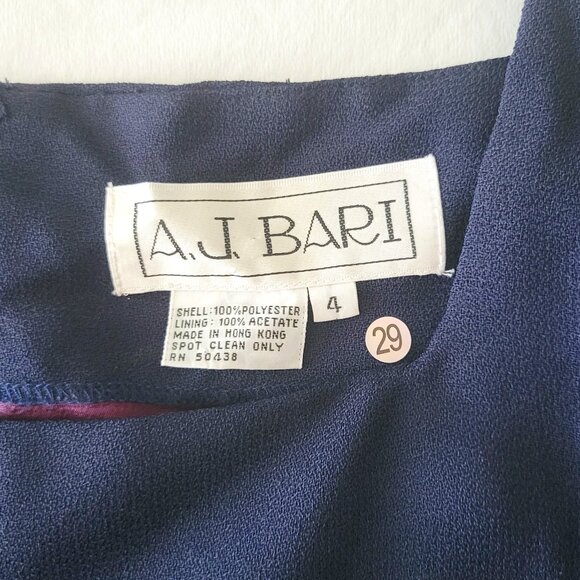 A.J. BARI
SHELL: 100% POLYESTER
LINING: 100% ACETATE
MADE IN HONG KONG
SPOT CLEAN ONLY
RN 50438
4
29